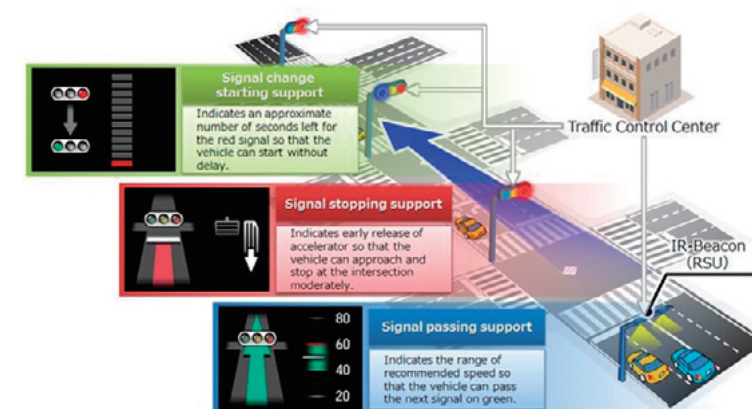 Signal change
starting support
Indicates an approximate
number of seconds left for
the red signal so that the
vehicle can start without
delay.
Traffic Control Center
Signal stopping support
Indicates early release of
accelerator so that the
vehicle can approach and
stop at the intersection
moderately.
IR-Beacon
(RSU)
Signal passing support
Indicates the range of
recommended speed so
that the vehicle can pass
the next signal on green.
80
60
40
20